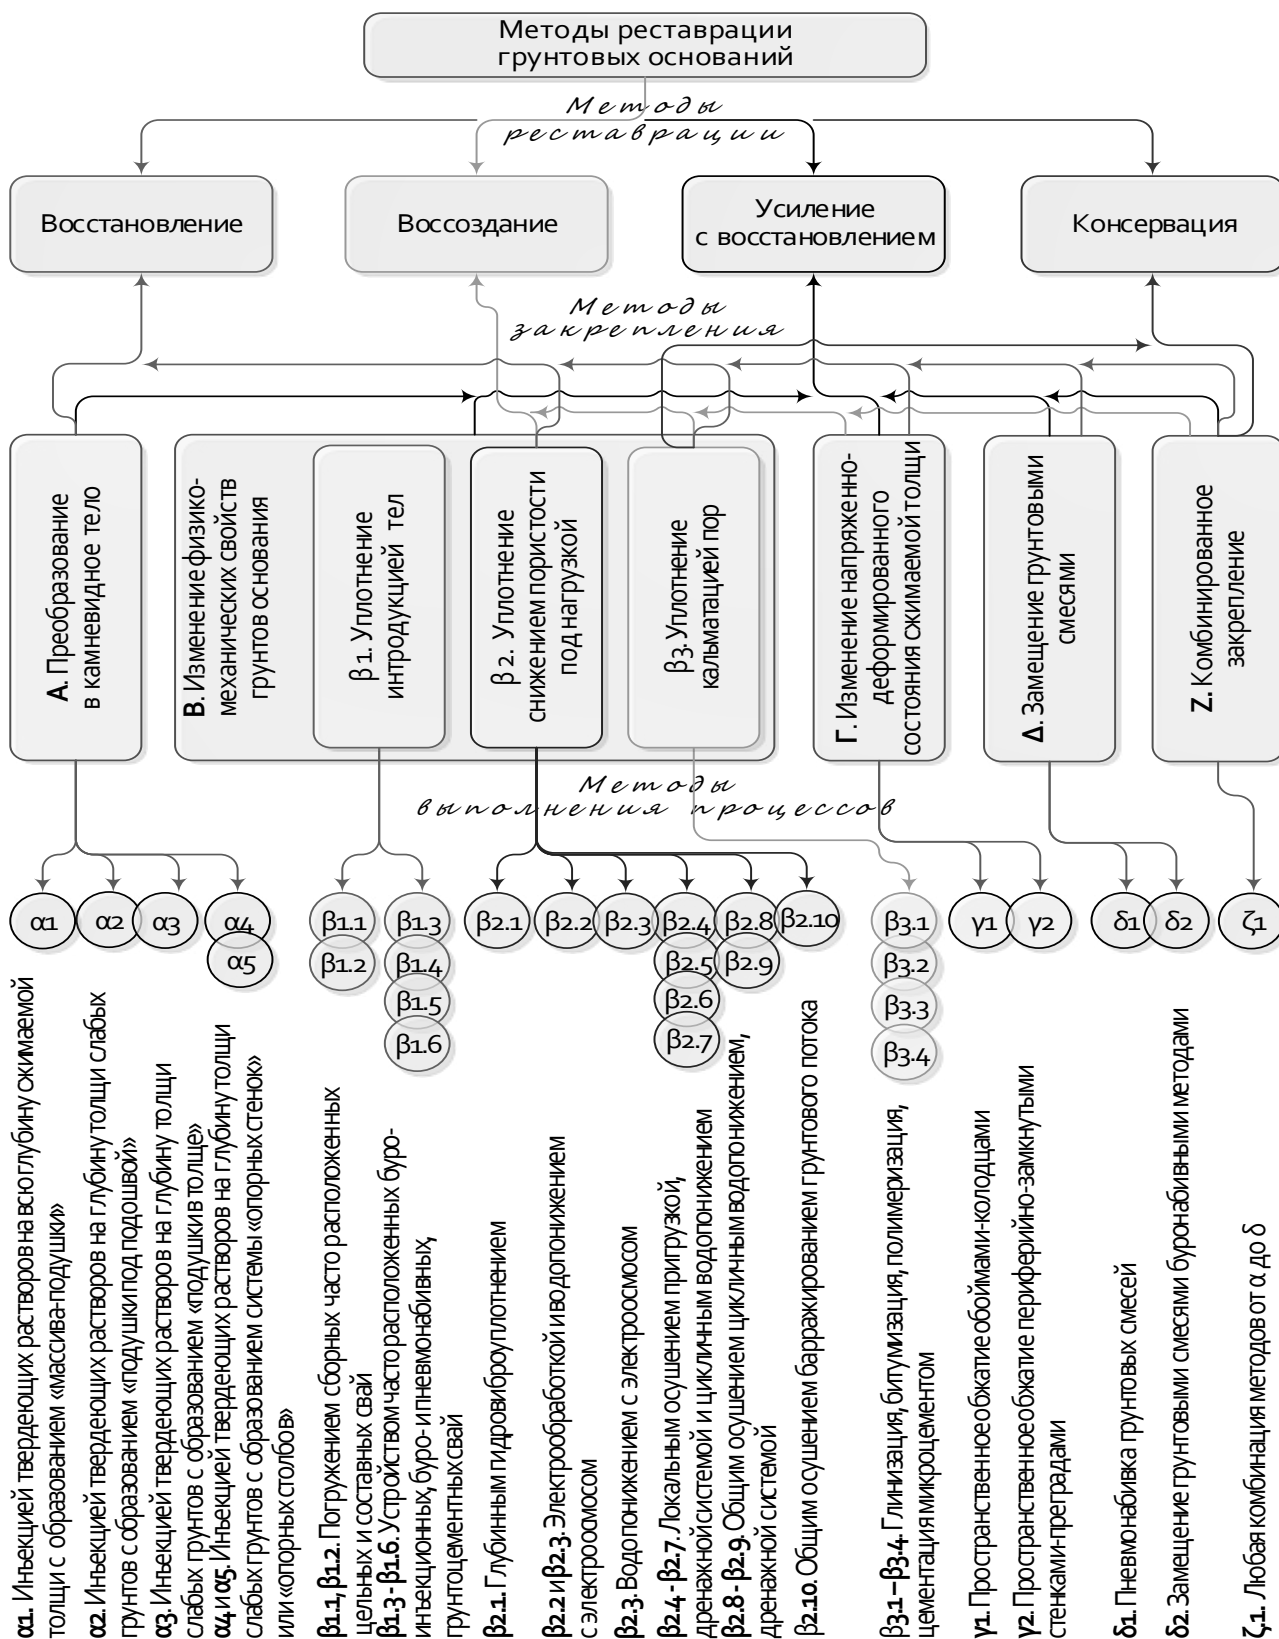 Методы реставрации
грунтовых оснований
Методы
реставрации
Восстановление
Воссоздание
Усиление
с восстановлением
Консервация
Методы
закрепления
А. Преобразование
в камневидное тело
В. Изменение физико-
механических свойств
грунтов основания
β 1. Уплотнение
интродукцией тел
β 2. Уплотнение
снижением пористости
под нагрузкой
β3. Уплотнение
кальматацией пор
Г. Изменение напряженно-
деформированного
состояния сжимаемой толщи
Δ. Замещение грунтовыми
смесями
Z. Комбинированное
закрепление
Методы
выполнения процессов
α1
α2
α3
α4
α5
β1.1
β1.2
β1.3
β1.4
β1.5
β1.6
β2.1
β2.2
β2.3
β2.4
β2.5
β2.6
β2.7
β2.8
β2.9
β2.10
β3.1
β3.2
β3.3
β3.4
γ1
γ2
δ1
δ2
ζ1
α1. Инъекцией твердеющих растворов на всю глубину сжимаемой
толщи с образованием «массива-подушки»
α2. Инъекцией твердеющих растворов на глубину толщи слабых
грунтов с образованием «подушки под подошвой»
α3. Инъекцией твердеющих растворов на глубину толщи
слабых грунтов с образованием «подушки в толще»
α4 и α5. Инъекцией твердеющих растворов на глубину толщи
слабых грунтов с образованием системы «опорных стенок»
или «опорных столбов»
β1.1, β1.2. Погружением сборных часто расположенных
цельных и составных свай
β1.3 - β1.6. Устройством часто расположенных буро-
инъекционных, буро- и пневмонабивных,
грунтоцементных свай
β2.1. Глубинным гидровиброуплотнением
β2.2 и β2.3. Электрообработкой и водопонижением
с электроосмосом
β2.3. Водопонижением с электроосмосом
β2.4 - β2.7. Локальным осушением пригрузкой,
дренажной системой и цикличным водопонижением
β2.8 - β2.9. Общим осушением цикличным водопонижением,
дренажной системой
β2.10. Общим осушением барражированием грунтового потока
β3.1 – β3.4. Глинизация, битумизация, полимеризация,
цементация микроцементом
γ1. Пространственное обжатие обоймами-колодцами
γ2. Пространственное обжатие периферийно-замкнутыми
стенками-преградами
δ1. Пневмонабивка грунтовых смесей
δ2. Замещение грунтовыми смесями буронабивными методами
ζ1. Любая комбинация методов от α до δ